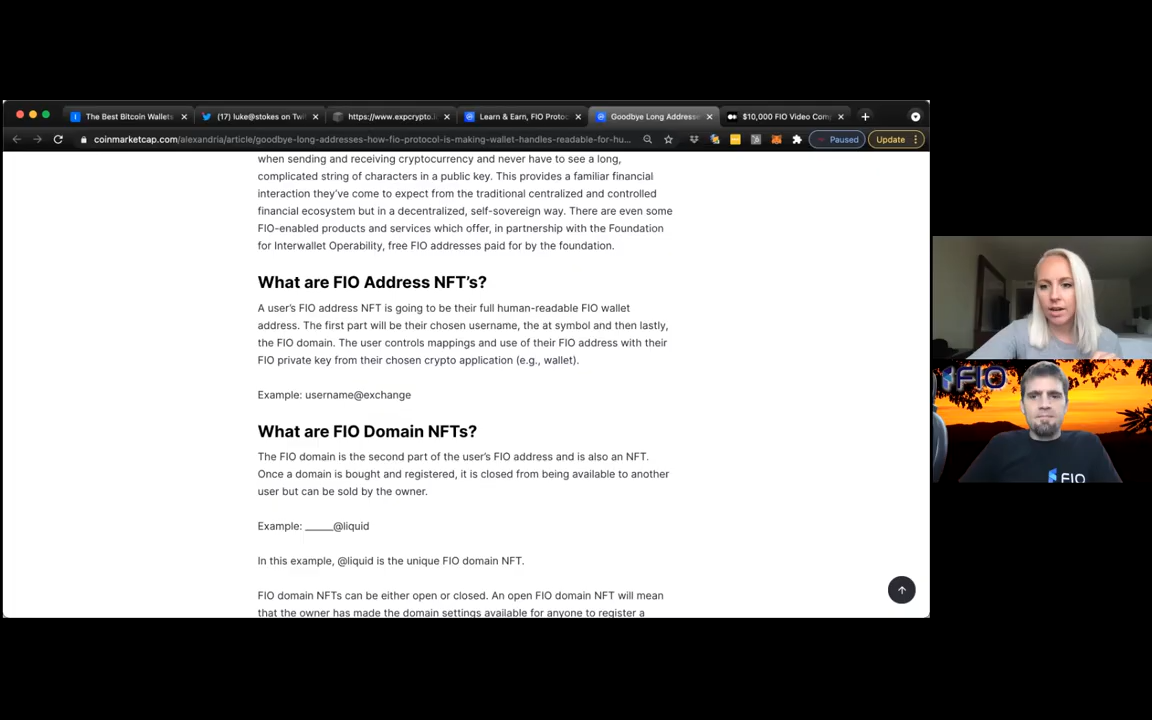 The Best Bitcoin Wallets
(17) luke@stokes on Twi
https://www.expcrypto.i
Learn & Earn, FIO Protoc
Goodbye Long Addresse
$10,000 FIO Video Comp
coinmarketcap.com/alexandria/article/goodbye-long-addresses-how-fio-protocol-is-making-wallet-handles-readable-for-hu...
Paused
Update
when sending and receiving cryptocurrency and never have to see a long,
complicated string of characters in a public key. This provides a familiar financial
interaction they've come to expect from the traditional centralized and controlled
financial ecosystem but in a decentralized, self-sovereign way. There are even some
FIO-enabled products and services which offer, in partnership with the Foundation
for Interwallet Operability, free FIO addresses paid for by the foundation.
What are FIO Address NFT's?
A user's FIO address NFT is going to be their full human-readable FIO wallet
address. The first part will be their chosen username, the at symbol and then lastly,
the FIO domain. The user controls mappings and use of their FIO address with their
FIO private key from their chosen crypto application (e.g., wallet).
Example: username@exchange
What are FIO Domain NFTs?
The FIO domain is the second part of the user's FIO address and is also an NFT.
Once a domain is bought and registered, it is closed from being available to another
user but can be sold by the owner.
Example: ______@liquid
In this example, @liquid is the unique FIO domain NFT.
FIO domain NFTs can be either open or closed. An open FIO domain NFT will mean
that the owner has made the domain settings available for anyone to register a
FIO
FIO